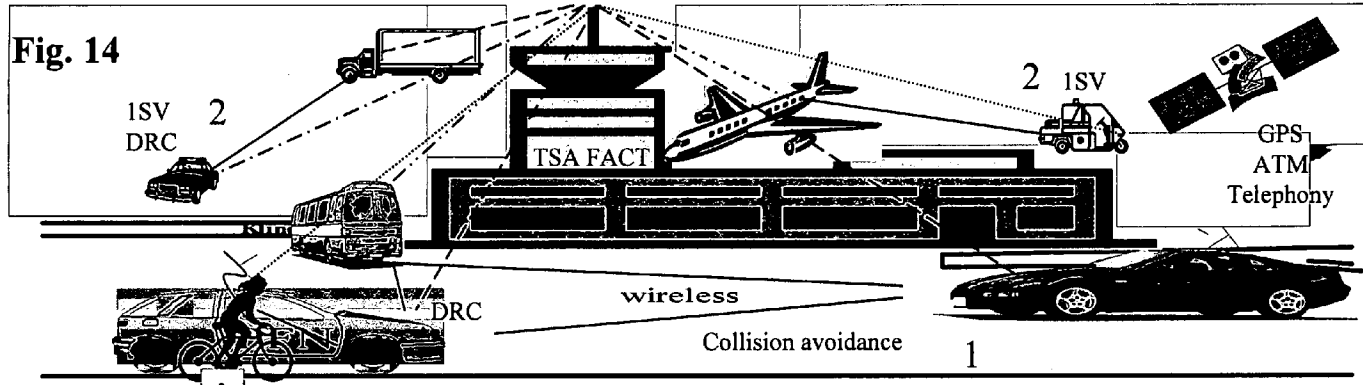 Fig. 14
1SV 2
DRC
2 1SV
TSA FACT
GPS
ATM
Telephony
DRC
wireless
Collision avoidance
1